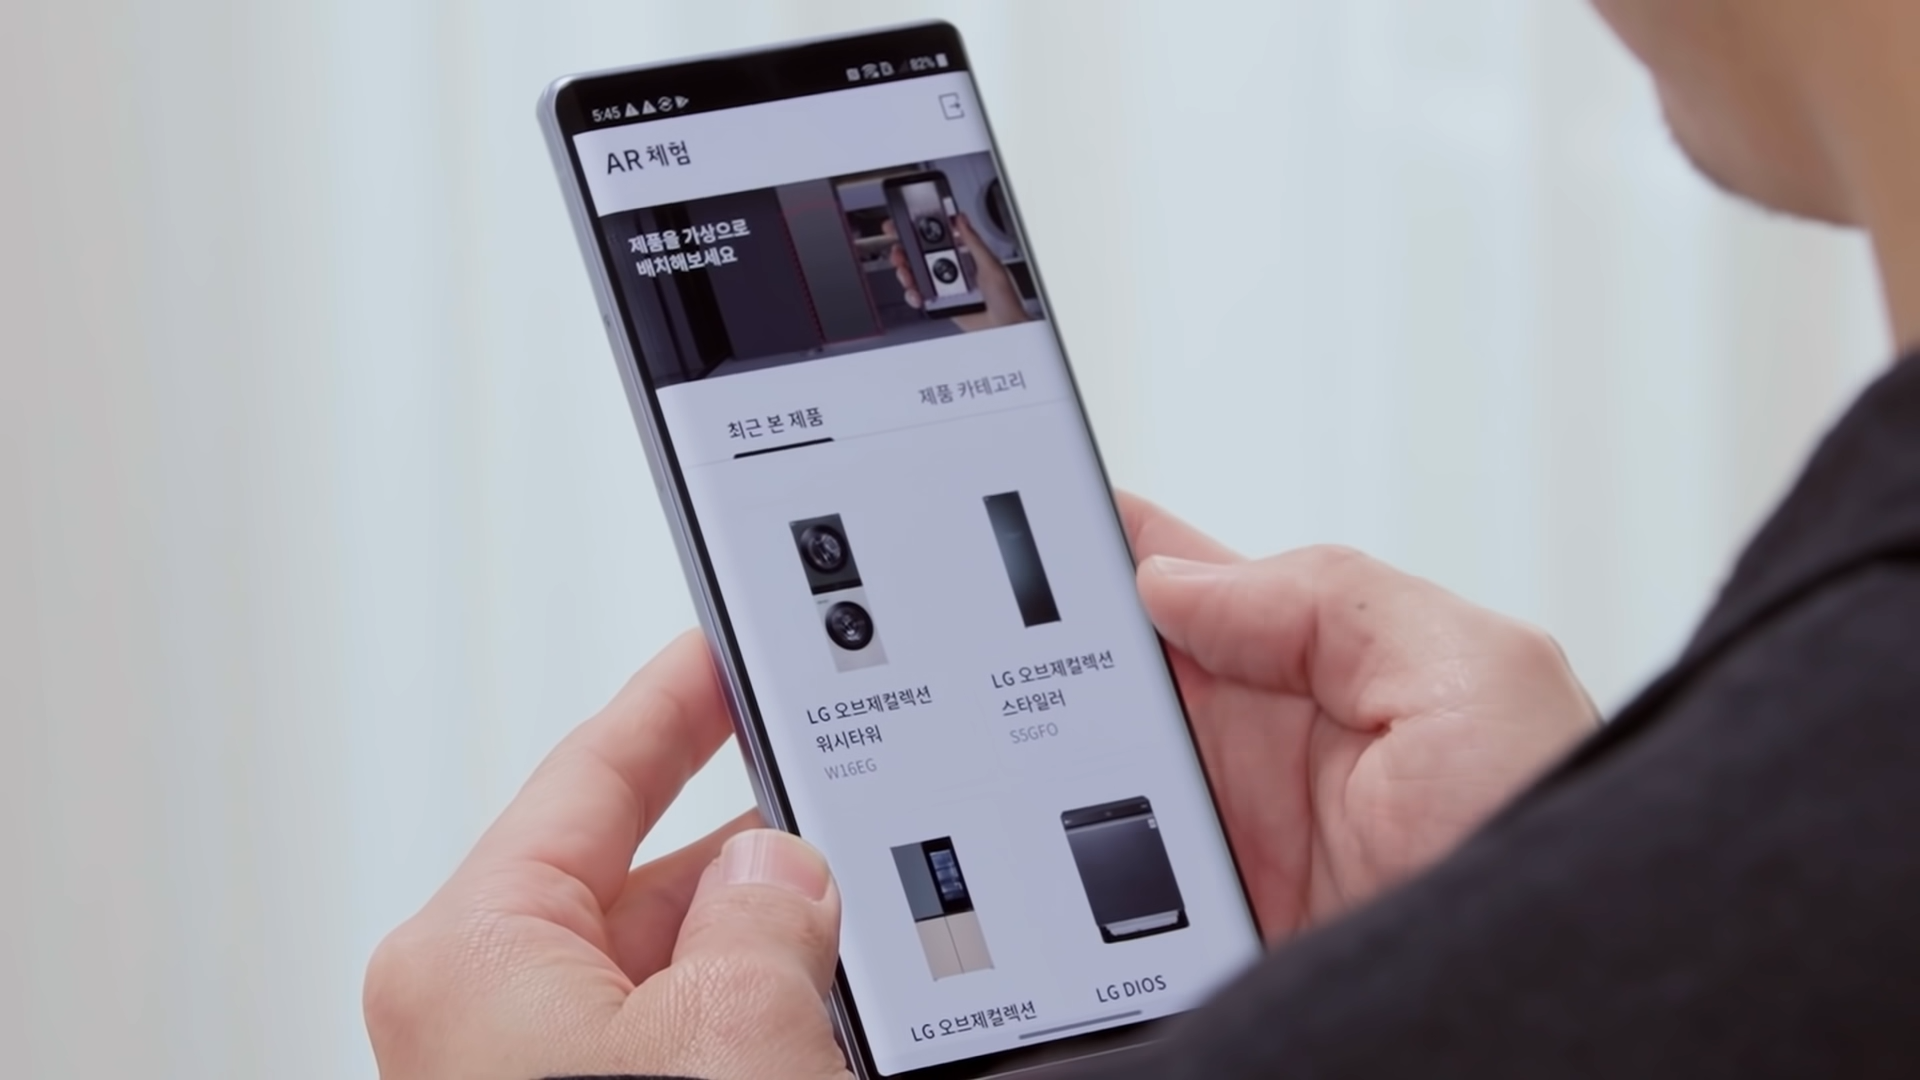 5:45
82%
AR 체험
제품을 가상으로
배치해보세요
최근 본 제품
제품 카테고리
LG 오브제컬렉션
워시타워
W16EG
LG 오브제컬렉션
스타일러
S5GFO
LG 오브제컬렉션
LG DIOS